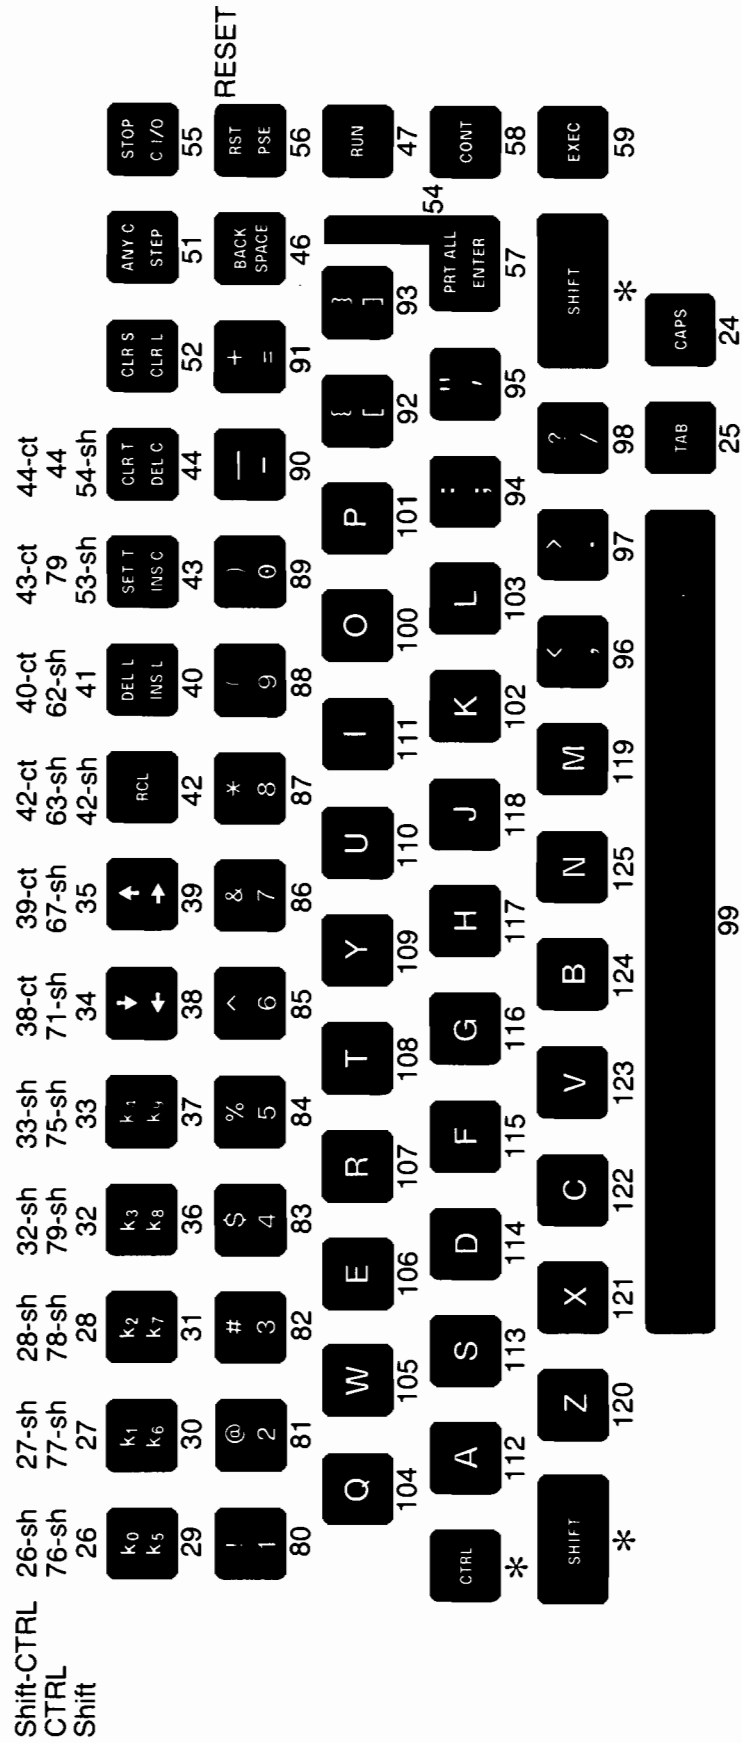 Shift-CTRL 26-sh 27-sh 28-sh 32-sh 33-sh 38-ct 39-ct 42-ct 40-ct 43-ct 44-ct
CTRL 76-sh 77-sh 78-sh 79-sh 75-sh 71-sh 67-sh 63-sh 62-sh 79 44
Shift 26 27 28 32 33 34 35 42-sh 41 53-sh 54-sh
k0 k1 k2 k3 k4 RCL DEL L SET T CLR T CLR S ANY C STOP
k5 k6 k7 k8 k9 INS L INS C DEL C CLR L STEP C I/O
29 30 31 36 37 38 39 42 40 43 44 52 51 55
RESET
! @ # $ % ^ & * ( ) — + BACK RST
1 2 3 4 5 6 7 8 9 0 - = SPACE PSE
80 81 82 83 84 85 86 87 88 89 90 91 46 56
Q W E R T Y U I O P { } RUN
[ ]
104 105 106 107 108 109 110 111 100 101 92 93 47
54
CTRL A S D F G H J K L : " PRT ALL CONT
; ' ENTER
* 112 113 114 115 116 117 118 102 103 94 95 57 58
SHIFT Z X C V B N M < > ? SHIFT EXEC
, . /
* 120 121 122 123 124 125 119 96 97 98 * 59
TAB CAPS
99 25 24